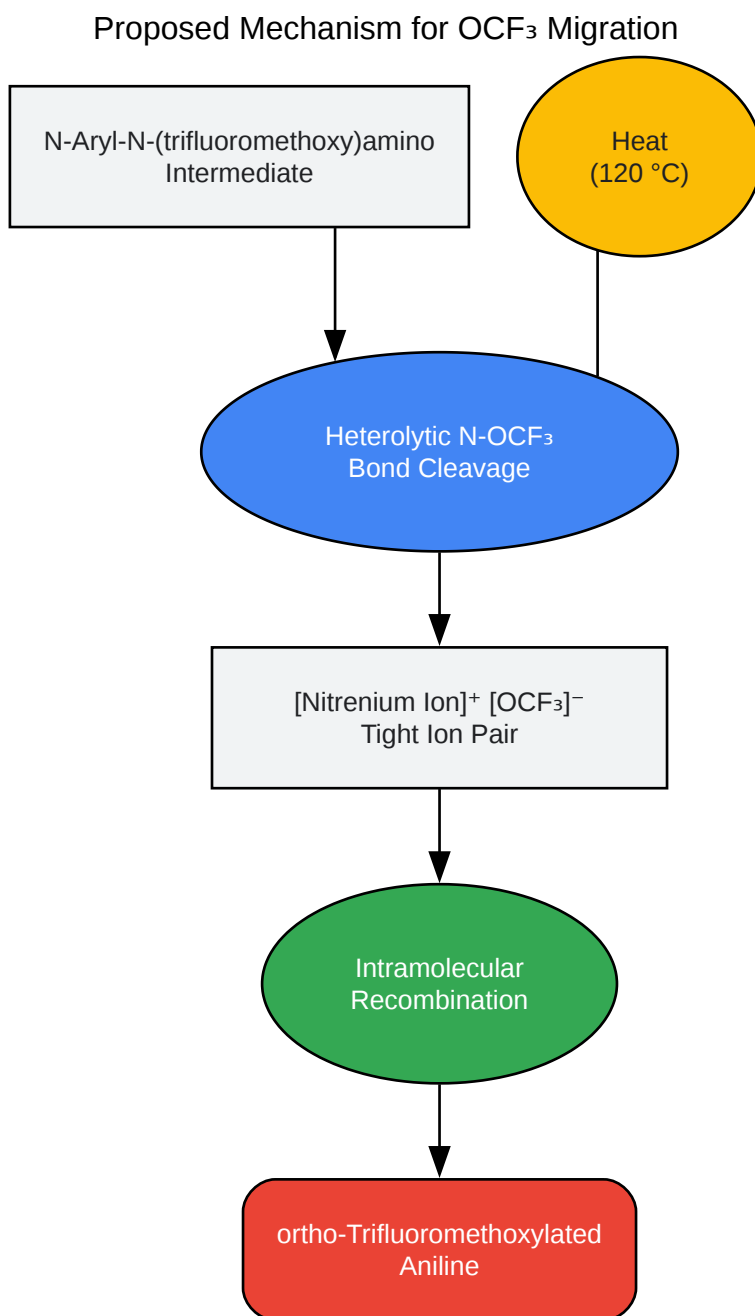 Proposed Mechanism for OCF₃ Migration
N-Aryl-N-(trifluoromethoxy)amino
Intermediate
Heat
(120 °C)
Heterolytic N-OCF₃
Bond Cleavage
[Nitrenium Ion]⁺ [OCF₃]⁻
Tight Ion Pair
Intramolecular
Recombination
ortho-Trifluoromethoxylated
Aniline